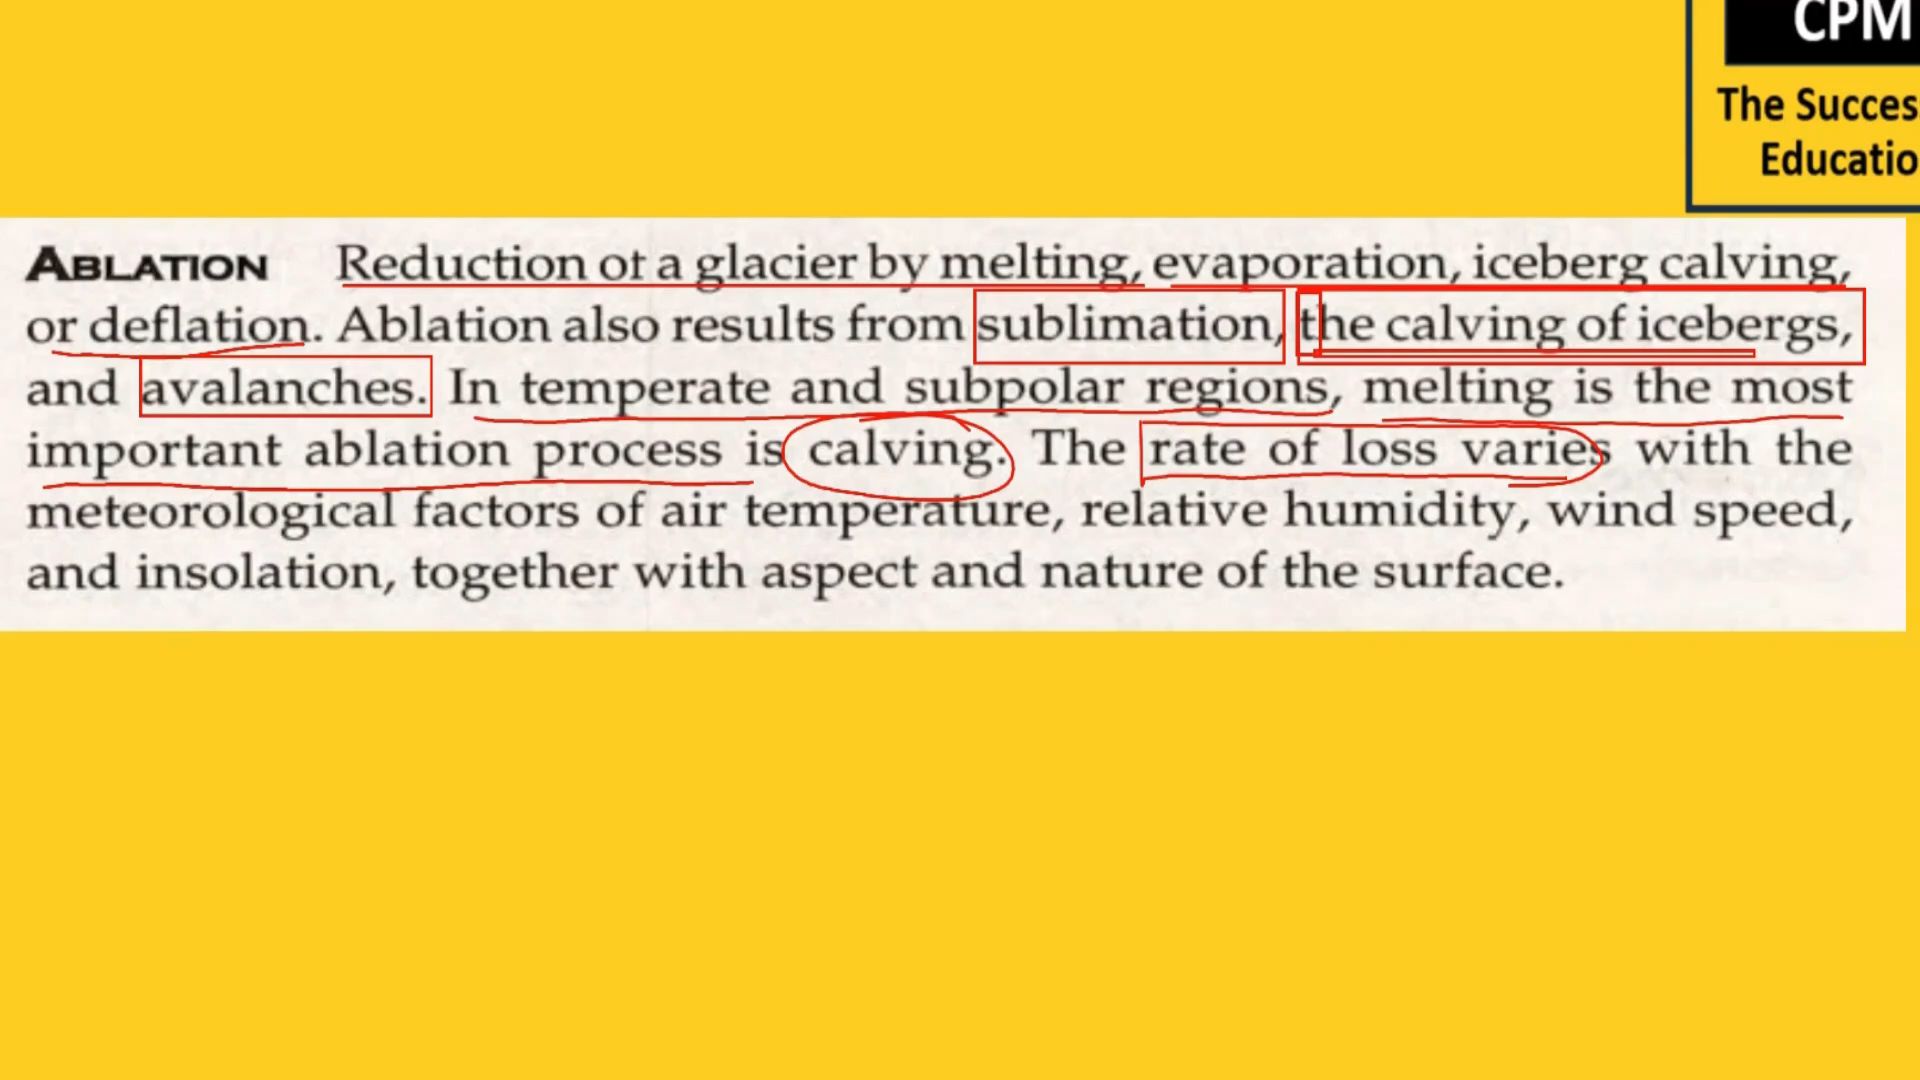 CPM
The Succes
Educatio
ABLATION Reduction of a glacier by melting, evaporation, iceberg calving,
or deflation. Ablation also results from sublimation, the calving of icebergs,
and avalanches. In temperate and subpolar regions, melting is the most
important ablation process is calving. The rate of loss varies with the
meteorological factors of air temperature, relative humidity, wind speed,
and insolation, together with aspect and nature of the surface.